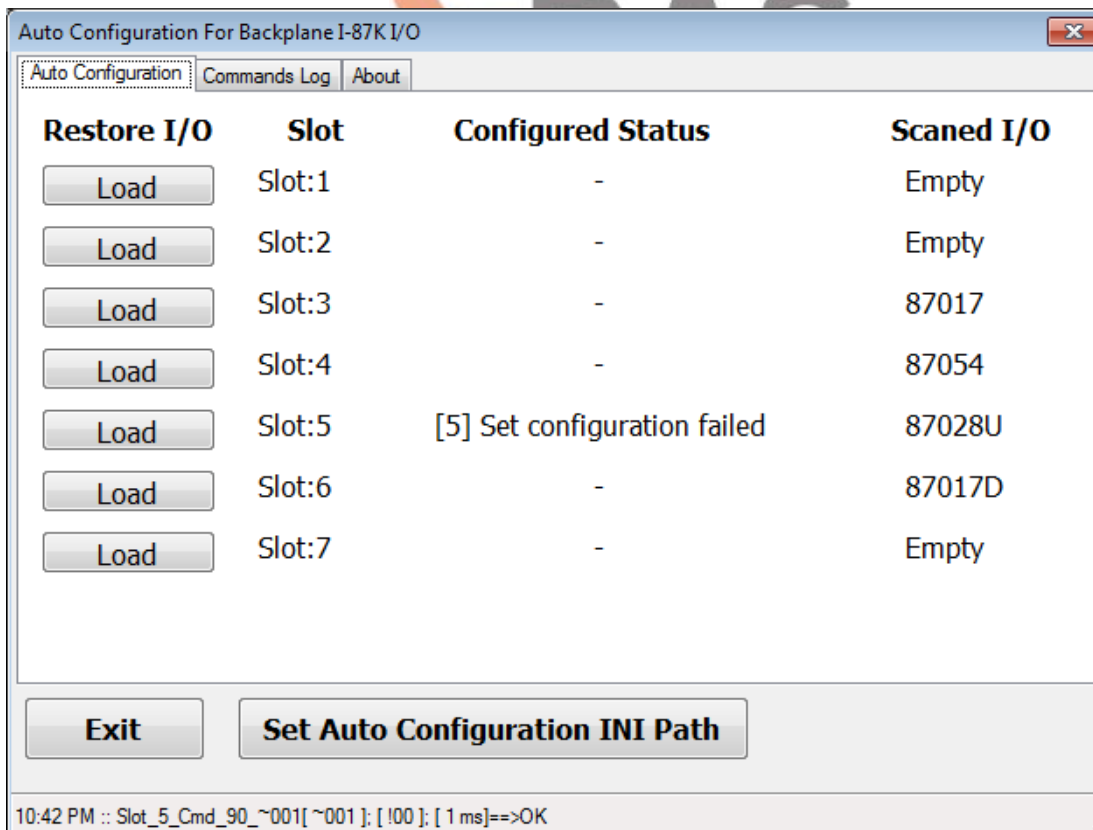 Auto Configuration For Backplane I-87K I/O
Auto Configuration Commands Log About
Restore I/O Slot Configured Status Scaned I/O
Load Slot:1 - Empty
Load Slot:2 - Empty
Load Slot:3 - 87017
Load Slot:4 - 87054
Load Slot:5 [5] Set configuration failed 87028U
Load Slot:6 - 87017D
Load Slot:7 - Empty
Exit Set Auto Configuration INI Path
10:42 PM :: Slot_5_Cmd_90_~001[ ~001 ]; [ !00 ]; [ 1 ms]==>OK